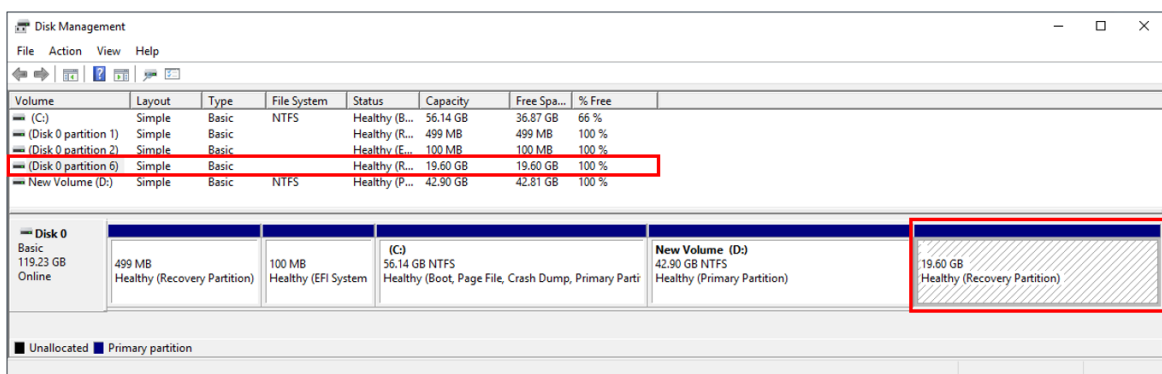 Disk Management
File Action View Help
Volume Layout Type File System Status Capacity Free Spa... % Free
(C:) Simple Basic NTFS Healthy (B... 56.14 GB 36.87 GB 66 %
(Disk 0 partition 1) Simple Basic Healthy (R... 499 MB 499 MB 100 %
(Disk 0 partition 2) Simple Basic Healthy (E... 100 MB 100 MB 100 %
(Disk 0 partition 6) Simple Basic Healthy (R... 19.60 GB 19.60 GB 100 %
New Volume (D:) Simple Basic NTFS Healthy (P... 42.90 GB 42.81 GB 100 %
Disk 0
Basic
119.23 GB
Online
499 MB
Healthy (Recovery Partition)
100 MB
Healthy (EFI System
(C:)
56.14 GB NTFS
Healthy (Boot, Page File, Crash Dump, Primary Parti
New Volume (D:)
42.90 GB NTFS
Healthy (Primary Partition)
19.60 GB
Healthy (Recovery Partition)
Unallocated Primary partition